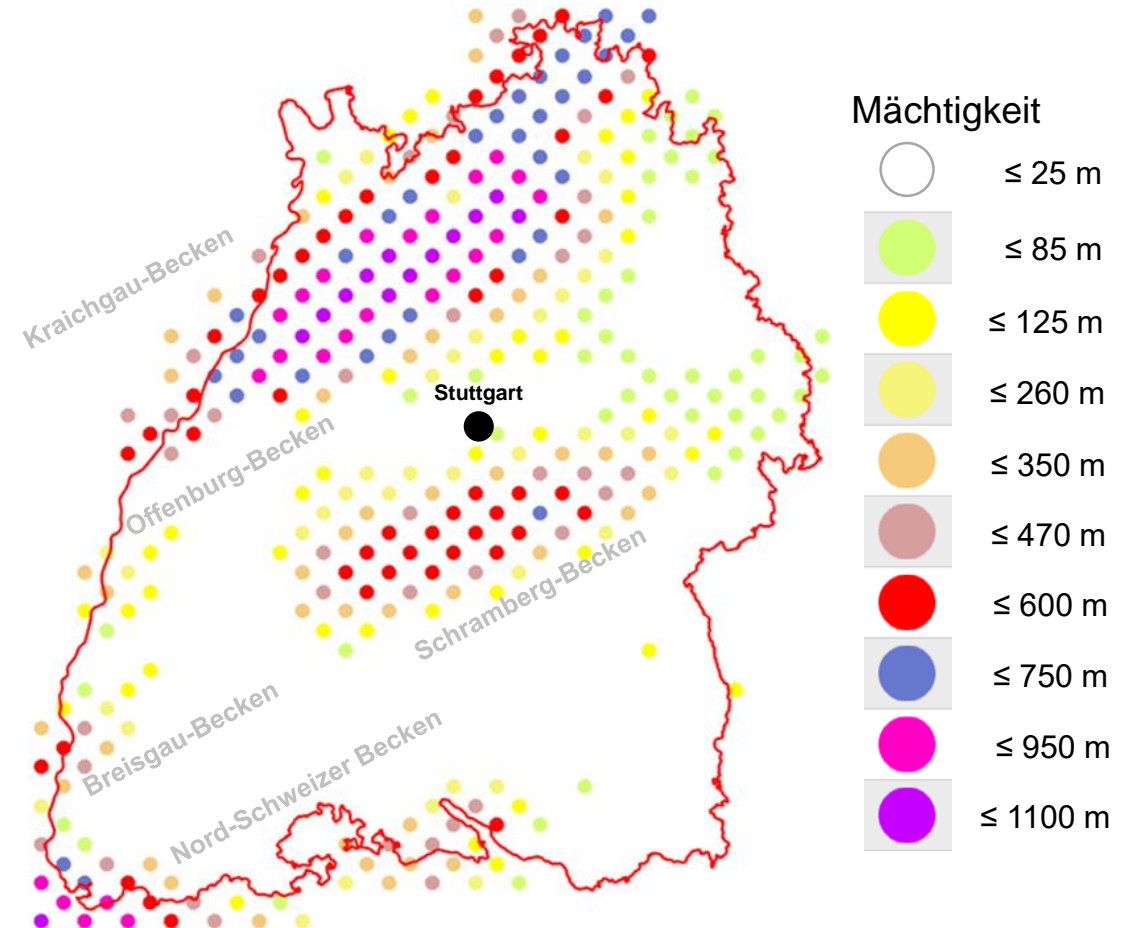 Mächtigkeit
≤ 25 m
≤ 85 m
≤ 125 m
≤ 260 m
≤ 350 m
≤ 470 m
≤ 600 m
≤ 750 m
≤ 950 m
≤ 1100 m
Kraichgau-Becken
Stuttgart
Offenburg-Becken
Schramberg-Becken
Breisgau-Becken
Nord-Schweizer Becken